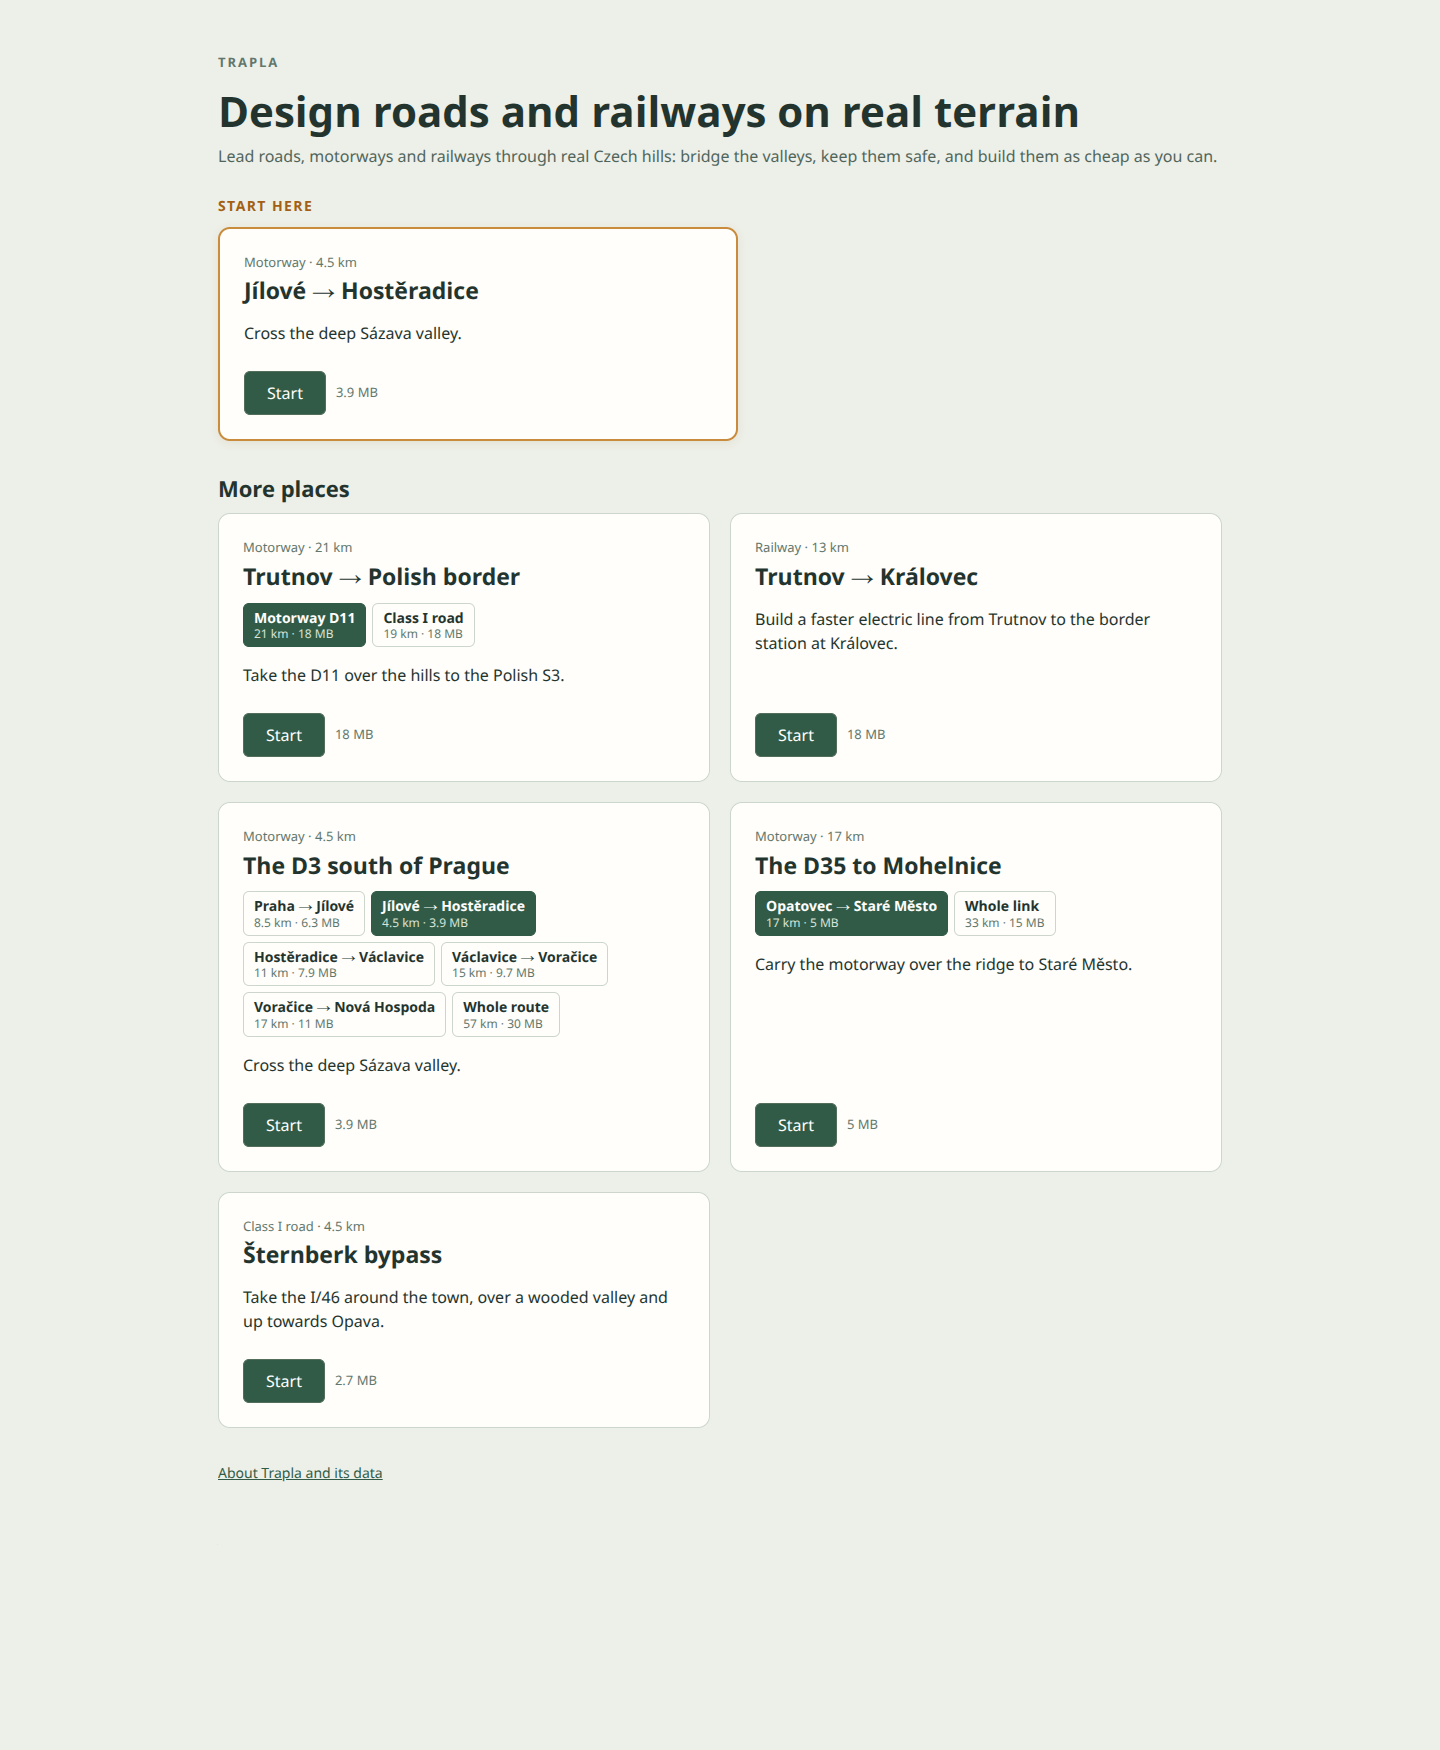 TRAPLA
Design roads and railways on real terrain
Lead roads, motorways and railways through real Czech hills: bridge the valleys, keep them safe, and build them as cheap as you can.
START HERE
Motorway · 4.5 km
Jílové → Hostěradice
Cross the deep Sázava valley.
Start
3.9 MB
More places
Motorway · 21 km
Trutnov → Polish border
Motorway D11
21 km · 18 MB
Class I road
19 km · 18 MB
Take the D11 over the hills to the Polish S3.
Start
18 MB
Railway · 13 km
Trutnov → Královec
Build a faster electric line from Trutnov to the border
station at Královec.
Start
18 MB
Motorway · 4.5 km
The D3 south of Prague
Praha → Jílové
8.5 km · 6.3 MB
Jílové → Hostěradice
4.5 km · 3.9 MB
Hostěradice → Václavice
11 km · 7.9 MB
Václavice → Voračice
15 km · 9.7 MB
Voračice → Nová Hospoda
17 km · 11 MB
Whole route
57 km · 30 MB
Cross the deep Sázava valley.
Start
3.9 MB
Motorway · 17 km
The D35 to Mohelnice
Opatovec → Staré Město
17 km · 5 MB
Whole link
33 km · 15 MB
Carry the motorway over the ridge to Staré Město.
Start
5 MB
Class I road · 4.5 km
Šternberk bypass
Take the I/46 around the town, over a wooded valley and
up towards Opava.
Start
2.7 MB
About Trapla and its data